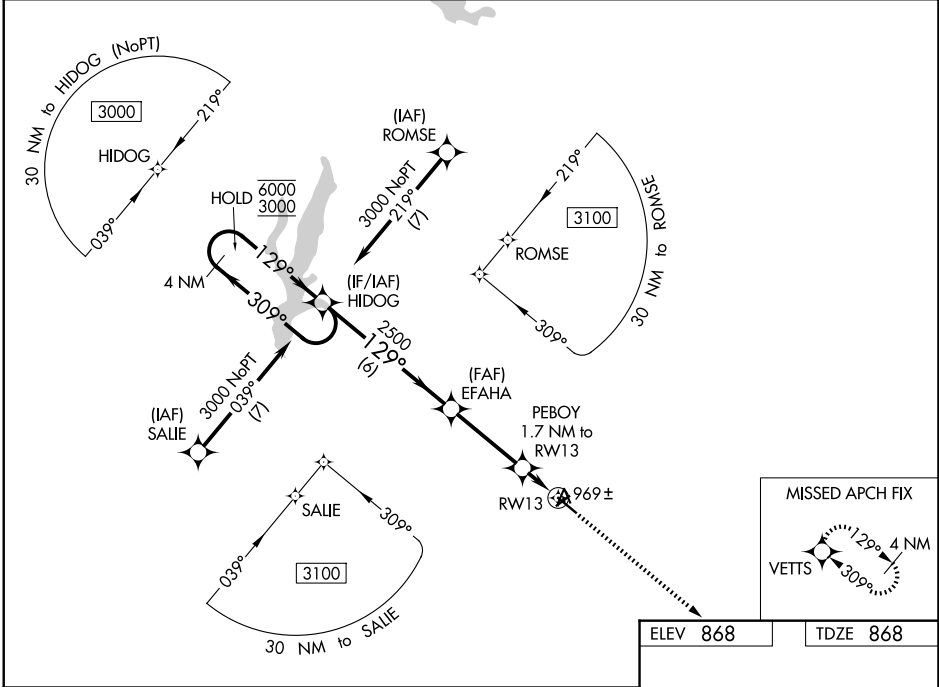 30 NM to HIDOG (NoPT)
3000
219°
HIDOG
039°
(IAF)
ROMSE
3000 NoPT
219°
(7)
HOLD
6000
3000
129°
4 NM
309°
(IF/IAF)
HIDOG
219°
3100
ROMSE
309°
30 NM to ROMSE
2500
129°
(6)
(FAF)
EFAHA
3000 NoPT
039°
(7)
(IAF)
SALIE
PEBOY
1.7 NM to
RW13
RW13
969±
SALIE
309°
039°
3100
30 NM to SALIE
MISSED APCH FIX
129°
4 NM
VETTS
309°
ELEV 868
TDZE 868